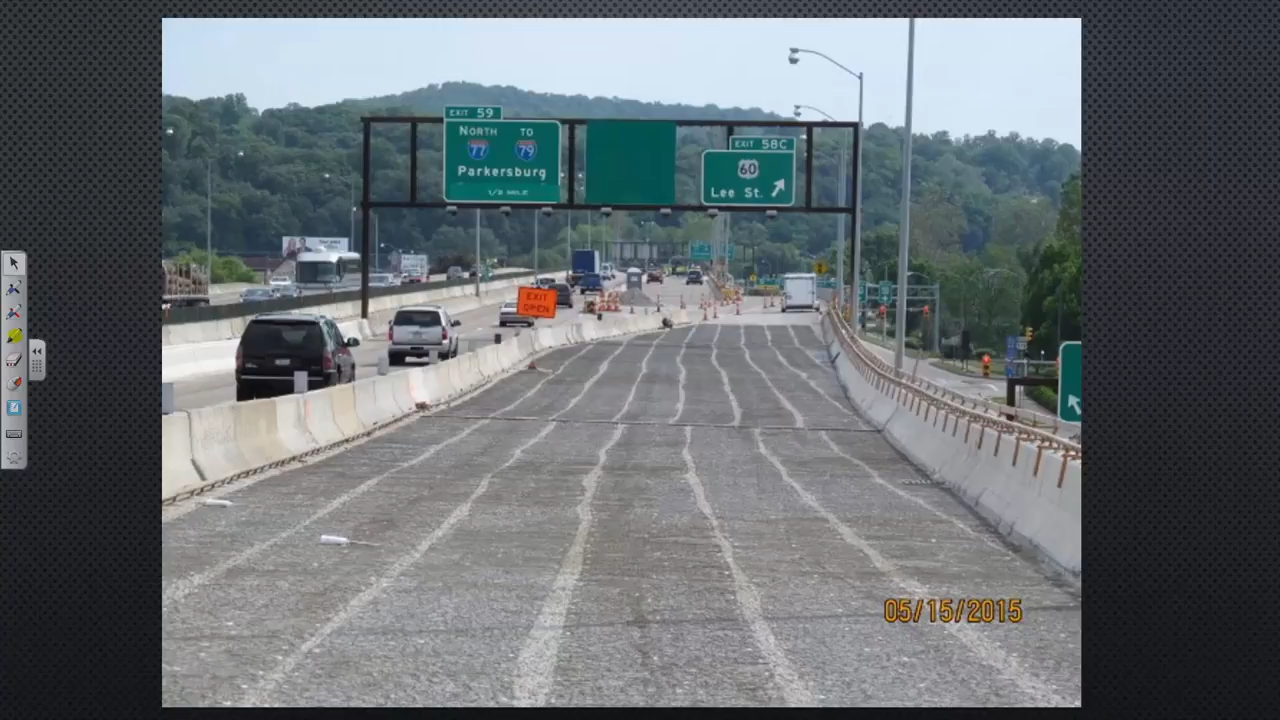 EXIT 59
NORTH TO
77 79
Parkersburg
1/2 MILE
EXIT 58C
60
Lee St.
EXIT
OPEN
05/15/2015